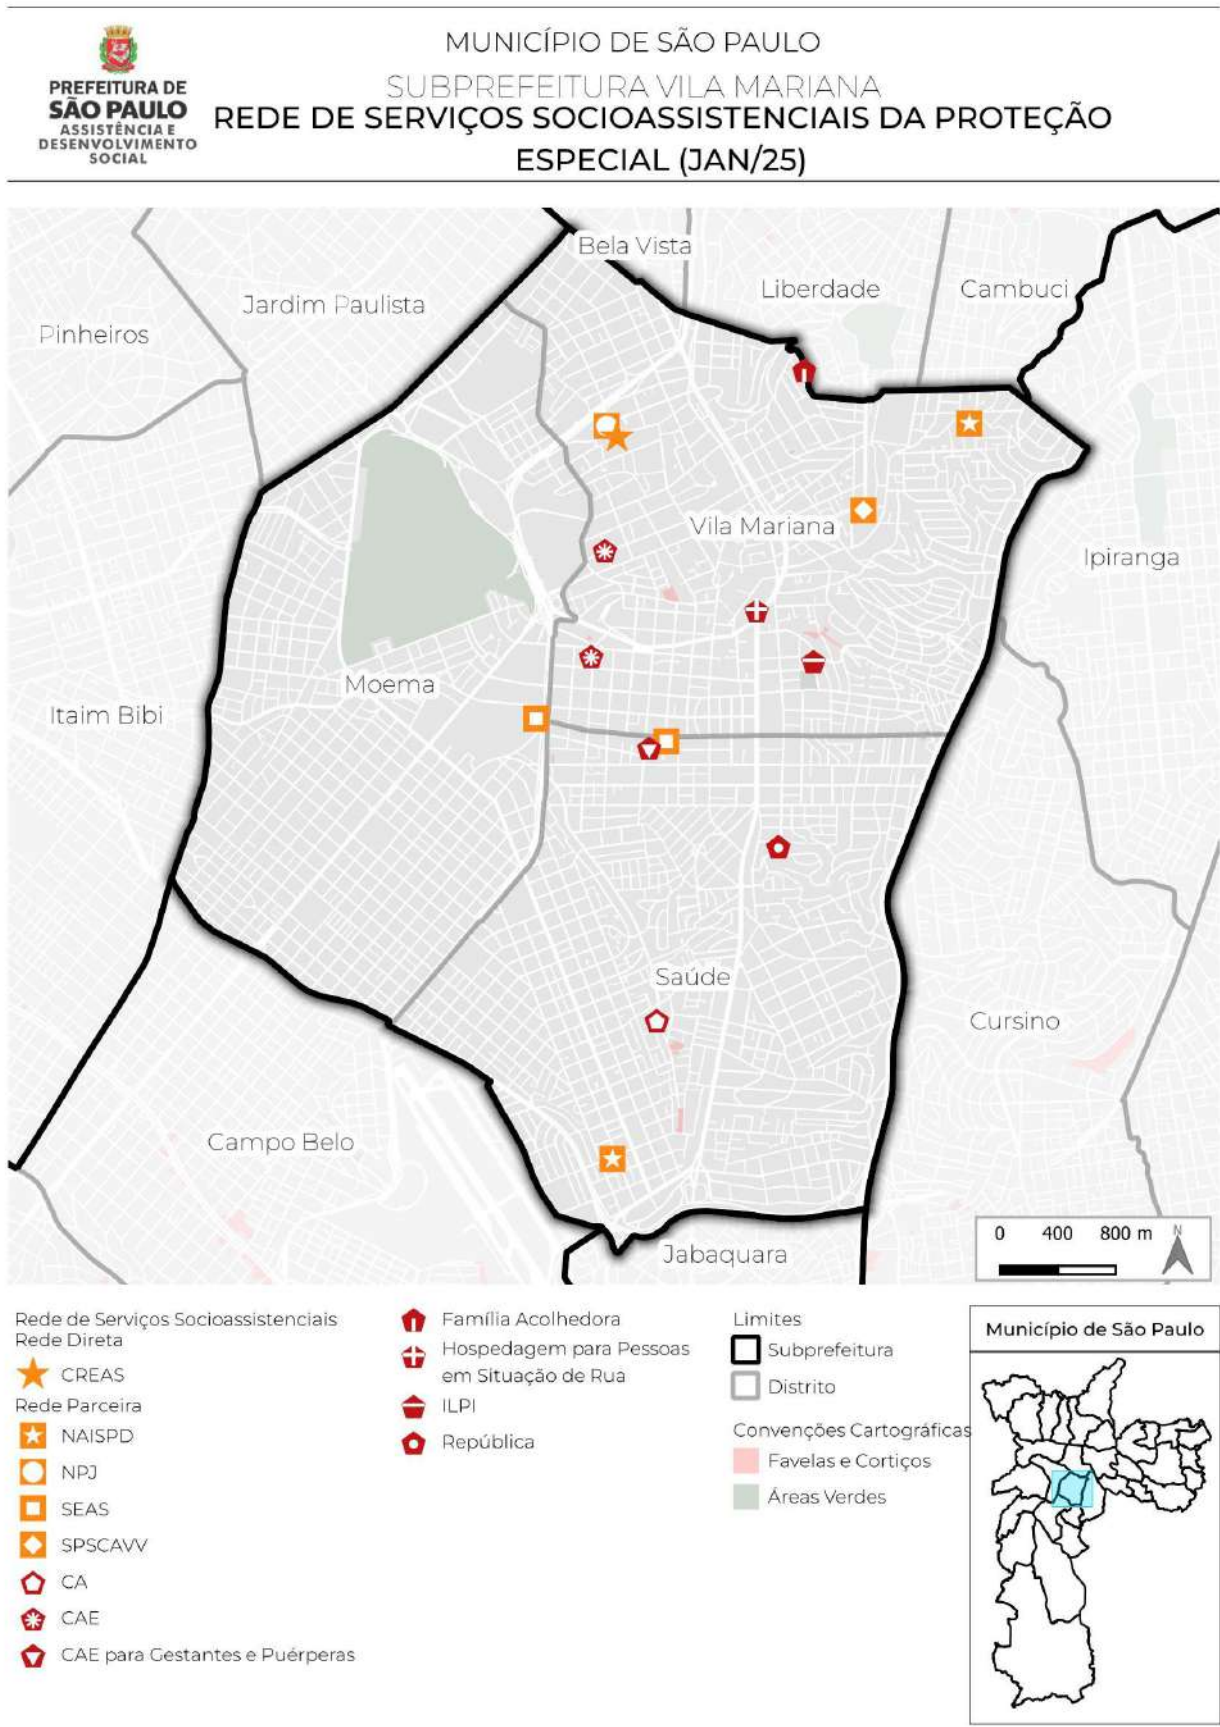 PREFEITURA DE
SÃO PAULO
ASSISTÊNCIA E
DESENVOLVIMENTO
SOCIAL
MUNICÍPIO DE SÃO PAULO
SUBPREFEITURA VILA MARIANA
REDE DE SERVIÇOS SOCIOASSISTENCIAIS DA PROTEÇÃO
ESPECIAL (JAN/25)
Bela Vista
Liberdade
Cambuci
Jardim Paulista
Pinheiros
Vila Mariana
Ipiranga
Moema
Itaim Bibi
Saúde
Cursino
Campo Belo
Jabaquara
0 400 800 m
N
Rede de Serviços Socioassistenciais
Rede Direta
CREAS
Rede Parceira
NAISPD
NPJ
SEAS
SPSCAVV
CA
CAE
CAE para Gestantes e Puérperas
Família Acolhedora
Hospedagem para Pessoas
em Situação de Rua
ILPI
República
Limites
Subprefeitura
Distrito
Convenções Cartográficas
Favelas e Cortiços
Áreas Verdes
Município de São Paulo